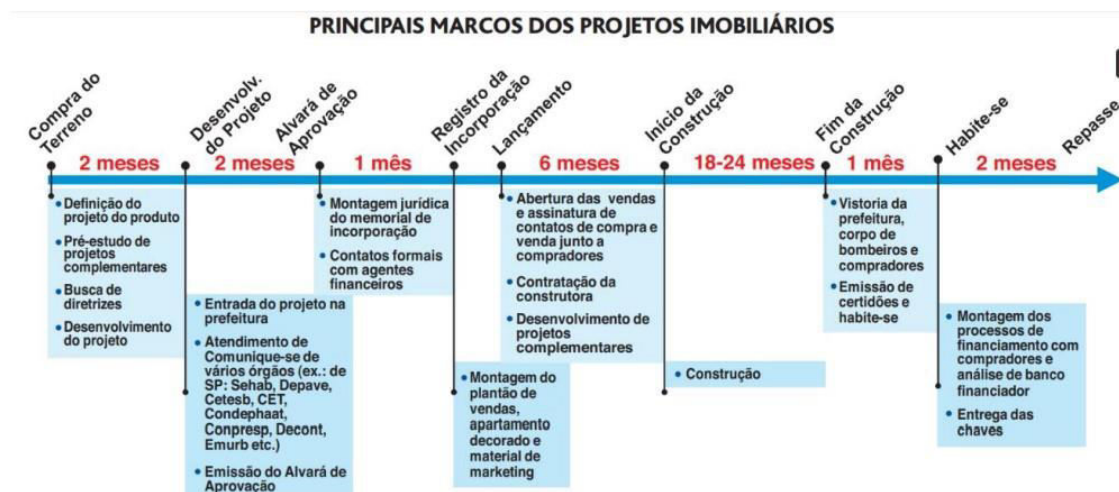 PRINCIPAIS MARCOS DOS PROJETOS IMOBILIÁRIOS
Compra do
Terreno
Desenvolv.
do Projeto
Alvará de
Aprovação
Registro da
Incorporação
Lançamento
Início da
Construção
Fim da
Construção
Habite-se
Repasse
2 meses
2 meses
1 mês
6 meses
18-24 meses
1 mês
2 meses
• Definição do
projeto do produto
• Pré-estudo de
projetos
complementares
• Busca de
diretrizes
• Desenvolvimento
do projeto
• Entrada do projeto na
prefeitura
• Atendimento de
Comunique-se de
vários órgãos (ex.: de
SP: Sehab, Depave,
Cetesb, CET,
Condephaat,
Conpresp, Decont,
Emurb etc.)
• Emissão do Alvará de
Aprovação
• Montagem jurídica
do memorial de
incorporação
• Contatos formais
com agentes
financeiros
• Montagem do
plantão de
vendas,
apartamento
decorado e
material de
marketing
• Abertura das vendas
e assinatura de
contatos de compra e
venda junto a
compradores
• Contratação da
construtora
• Desenvolvimento de
projetos
complementares
• Construção
• Vistoria da
prefeitura,
corpo de
bombeiros e
compradores
• Emissão de
certidões e
habite-se
• Montagem dos
processos de
financiamento com
compradores e
análise de banco
financiador
• Entrega das
chaves